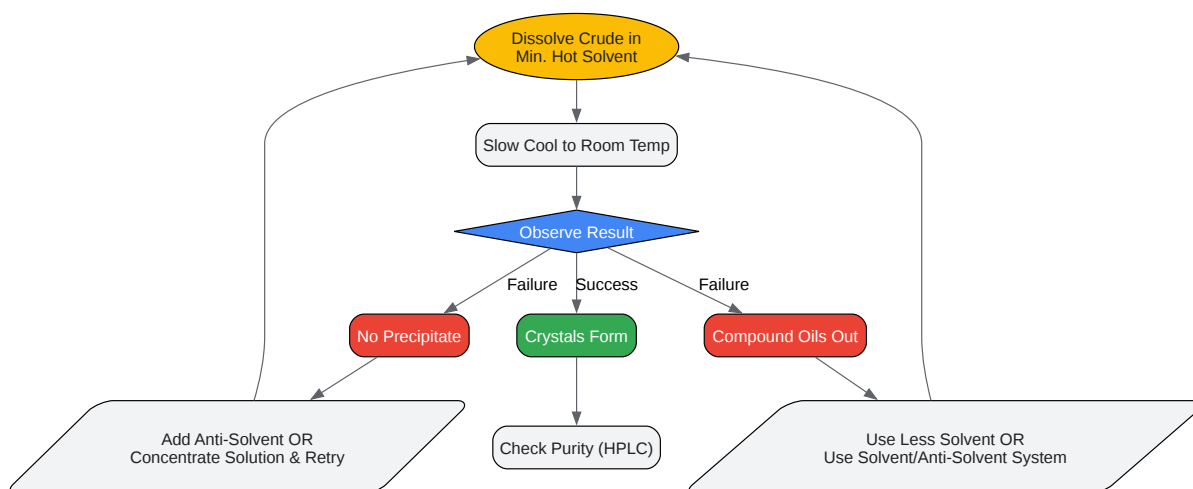 Dissolve Crude in
Min. Hot Solvent
Slow Cool to Room Temp
Observe Result
Failure
Success
Failure
No Precipitate
Crystals Form
Compound Oils Out
Add Anti-Solvent OR
Concentrate Solution & Retry
Check Purity (HPLC)
Use Less Solvent OR
Use Solvent/Anti-Solvent System